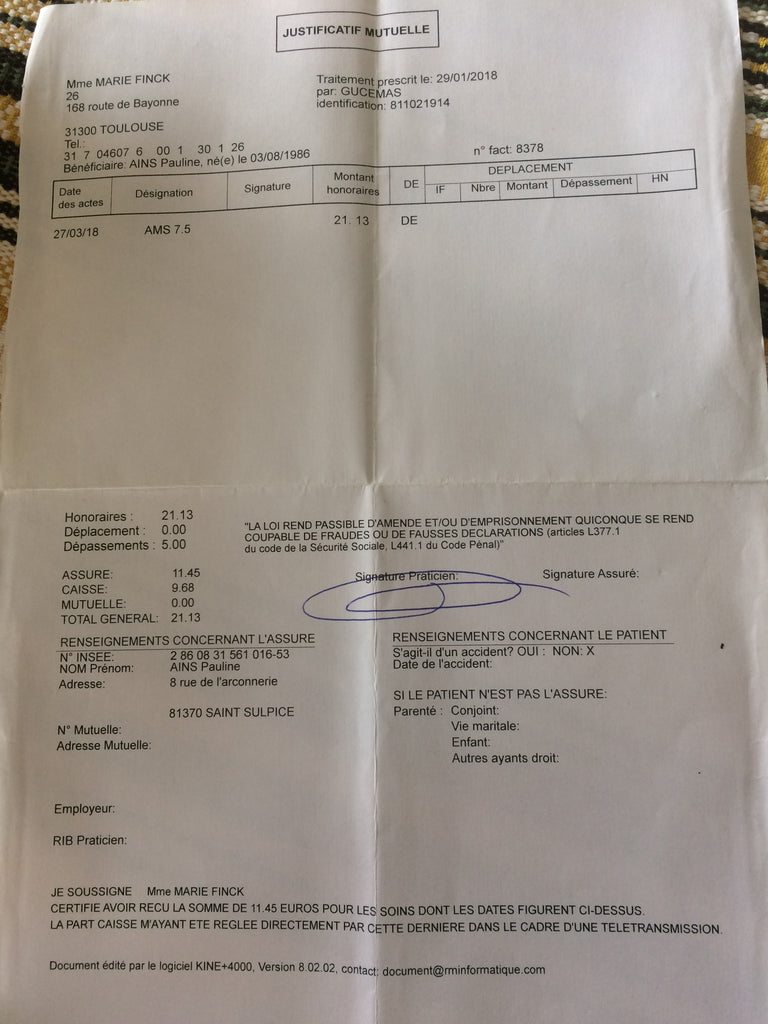 JUSTIFICATIF MUTUELLE
Mme MARIE FINCK
26
168 route de Bayonne
31300 TOULOUSE
Tel.:
31 7 04607 6 00 1 30 1 26
Bénéficiaire: AINS Pauline, né(e) le 03/08/1986
Traitement prescrit le: 29/01/2018
par: GUCEMAS
identification: 811021914
n° fact: 8378
Date des actes Désignation Signature Montant honoraires DE DEPLACEMENT
IF Nbre Montant Dépassement HN
27/03/18 AMS 7.5 21. 13 DE
Honoraires : 21.13
Déplacement : 0.00
Dépassements : 5.00
"LA LOI REND PASSIBLE D'AMENDE ET/OU D'EMPRISONNEMENT QUICONQUE SE REND
COUPABLE DE FRAUDES OU DE FAUSSES DECLARATIONS (articles L377.1
du code de la Sécurité Sociale, L441.1 du Code Pénal)"
ASSURE: 11.45
CAISSE: 9.68
MUTUELLE: 0.00
TOTAL GENERAL: 21.13
Signature Praticien: Signature Assuré:
RENSEIGNEMENTS CONCERNANT L'ASSURE
N° INSEE: 2 86 08 31 561 016-53
NOM Prénom: AINS Pauline
Adresse: 8 rue de l'arconnerie
81370 SAINT SULPICE
N° Mutuelle:
Adresse Mutuelle:
RENSEIGNEMENTS CONCERNANT LE PATIENT
S'agit-il d'un accident? OUI : NON: X
Date de l'accident:
SI LE PATIENT N'EST PAS L'ASSURE:
Parenté : Conjoint:
Vie maritale:
Enfant:
Autres ayants droit:
Employeur:
RIB Praticien:
JE SOUSSIGNE Mme MARIE FINCK
CERTIFIE AVOIR RECU LA SOMME DE 11.45 EUROS POUR LES SOINS DONT LES DATES FIGURENT CI-DESSUS.
LA PART CAISSE M'AYANT ETE REGLEE DIRECTEMENT PAR CETTE DERNIERE DANS LE CADRE D'UNE TELETRANSMISSION.
Document édité par le logiciel KINE+4000, Version 8.02.02, contact: document@rminformatique.com